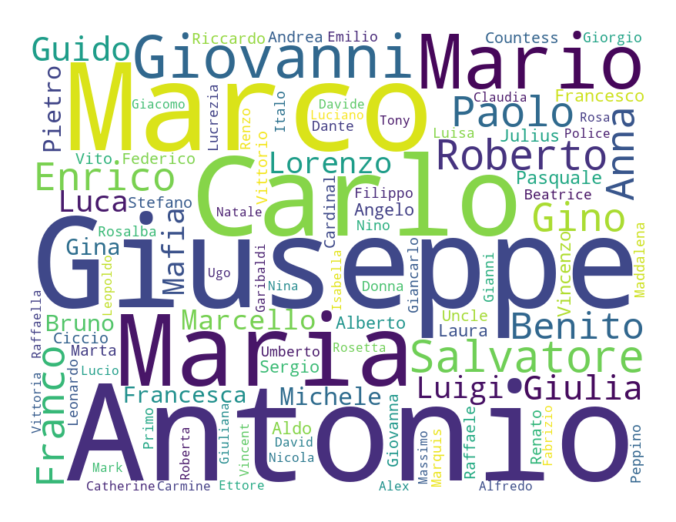 Riccardo Andrea Emilio Countess Giorgio
Guido Giovanni Mario
Pietro Marco Claudia Francesco
Giacomo Lucrezia Renzo Italo Davide Luciano Dante Tony Paolo Rosa
Luisa Julius Police Anna
Vito Federico Vittorio Lorenzo Roberto
Enrico Carlo Pasquale
Luca Stefano Natale Filippo Angelo Beatrice
Cardinal Nino Gino
Rosalba Gina Mafia Giuseppe Vincenzo Maddalena
Ugo Garibaldi Nina Isabella Donna Giancarlo Gianni
Raffaella Leopoldo
Bruno Marcello Alberto Uncle Laura Benito
Ciccio Marta Maria Umberto Rosetta Salvatore
Vittoria Leonardo Lucio Sergio
Franco Francesca Michele Luigi Giulia
Primo Antonio Giovanna
Roberta Giuliana Vincent Aldo David Nicola Massimo Marquis Raffaele Renato Fabrizio Peppino
Mark
Catherine Carmine Ettore Alex Alfredo